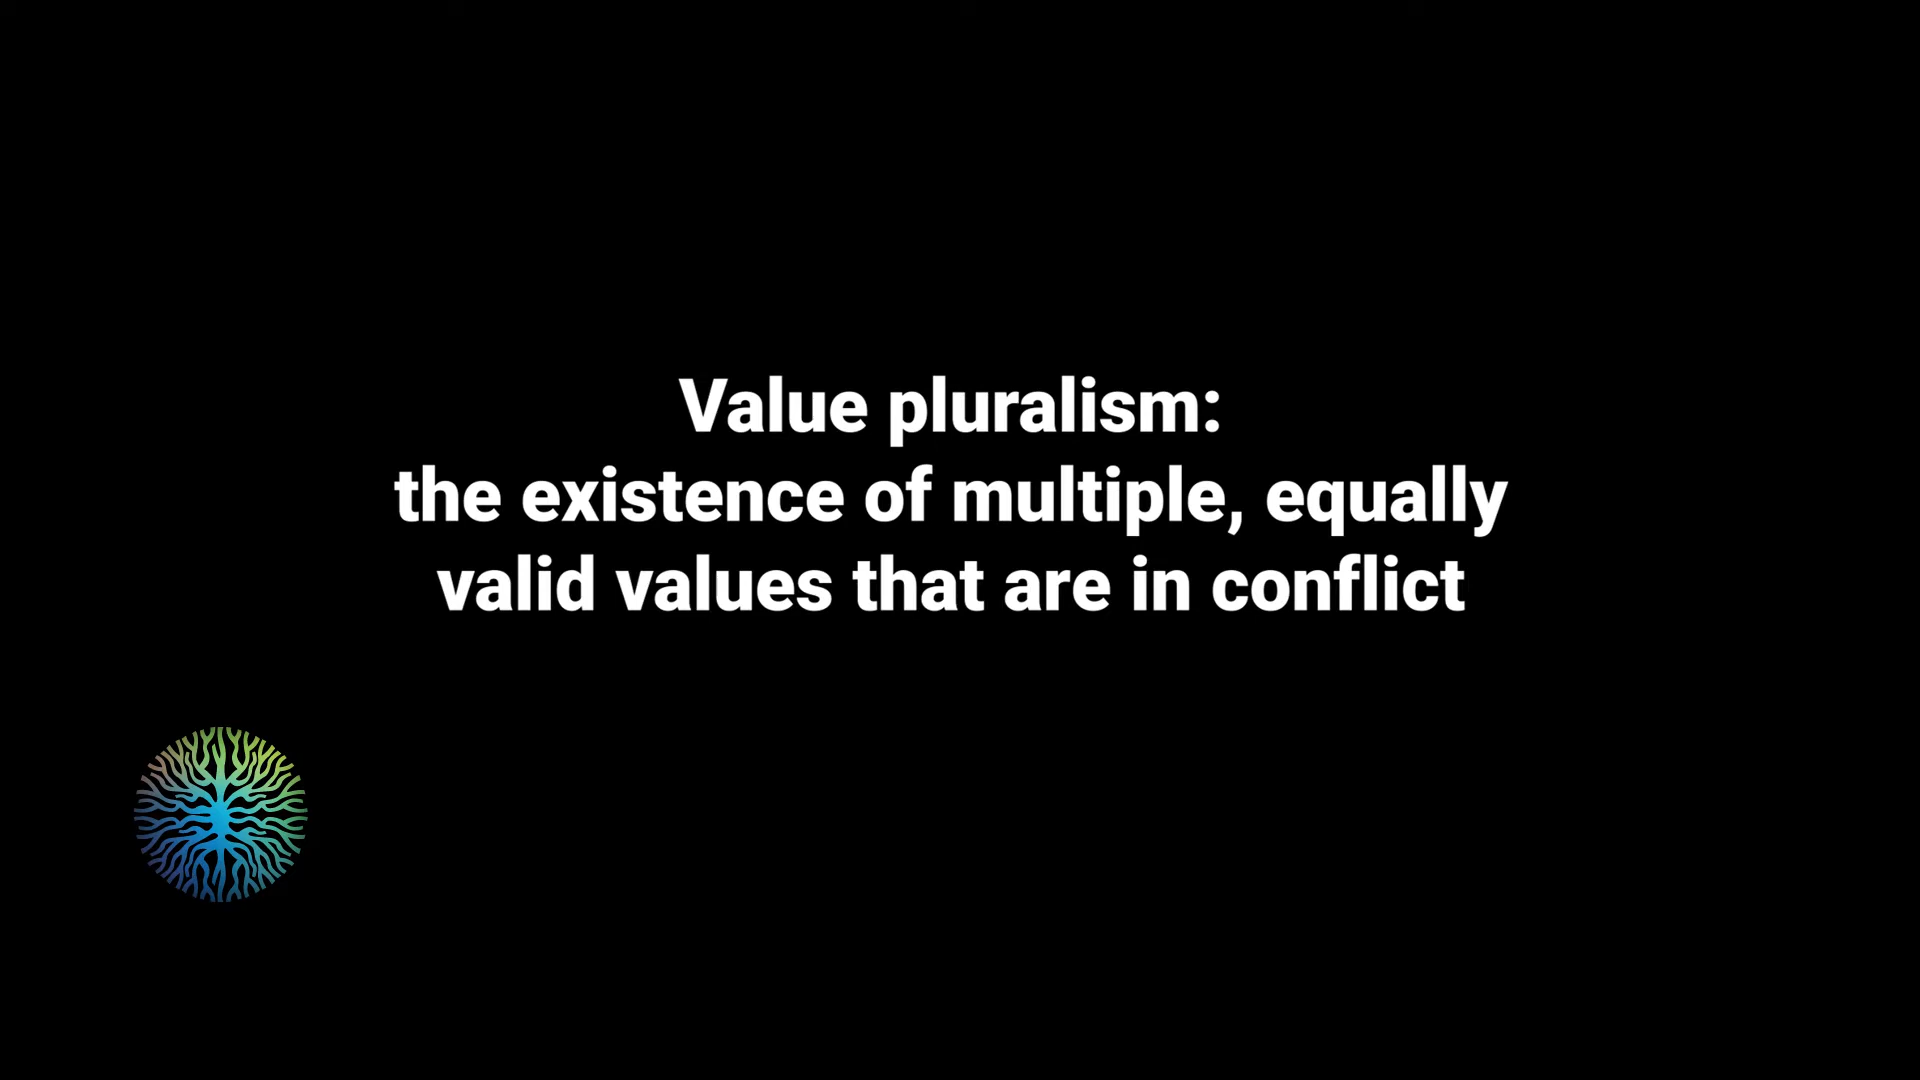 Value pluralism:
the existence of multiple, equally
valid values that are in conflict